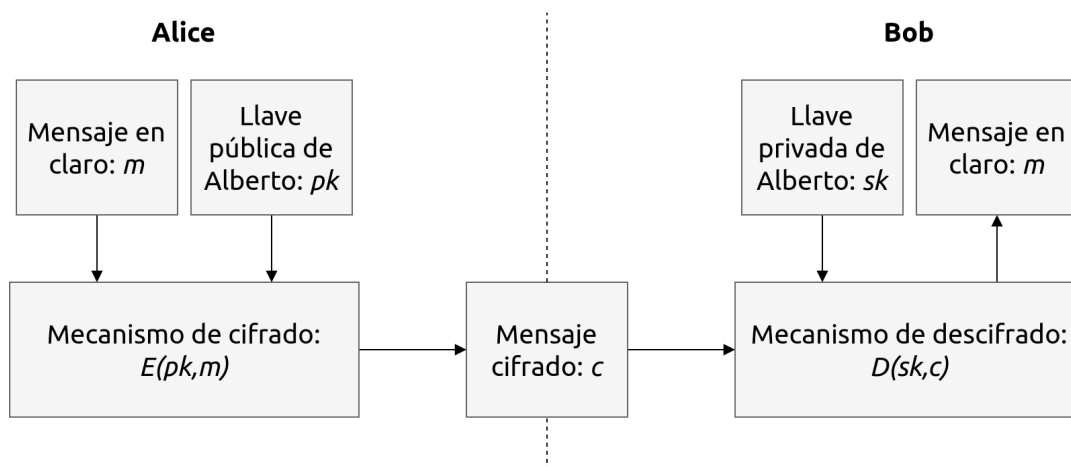 Alice
Bob
Mensaje en
claro: m
Llave
pública de
Alberto: pk
Llave
privada de
Alberto: sk
Mensaje en
claro: m
Mecanismo de cifrado:
E(pk,m)
Mensaje
cifrado: c
Mecanismo de descifrado:
D(sk,c)